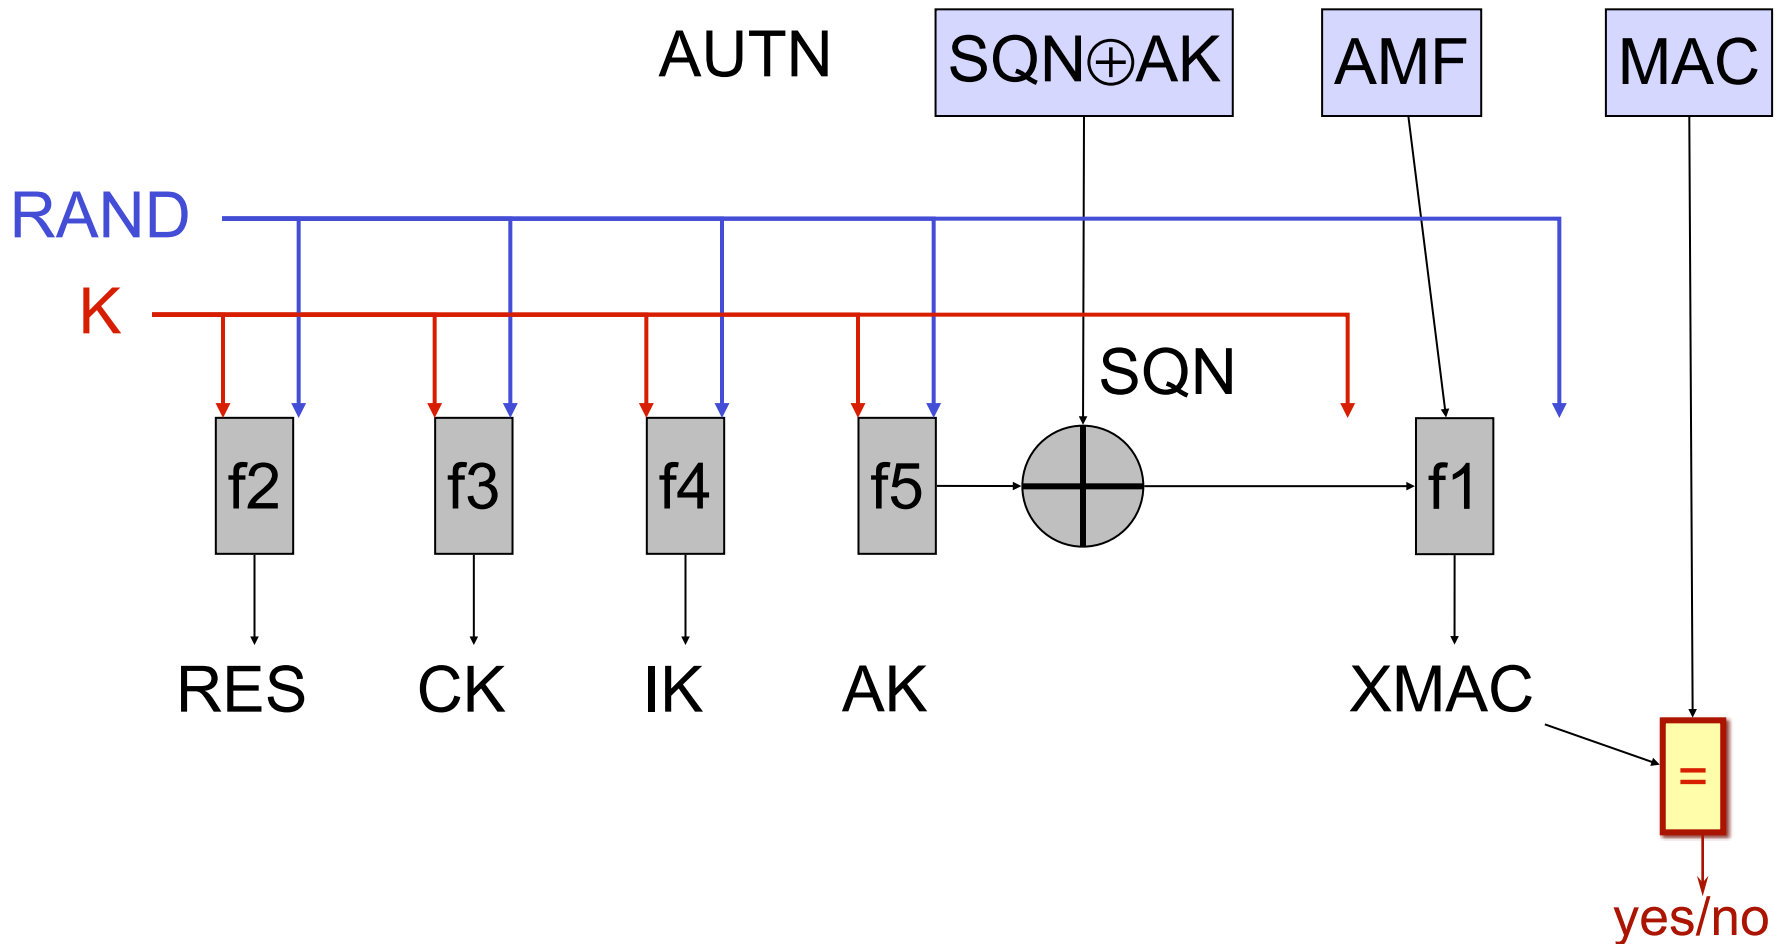 AUTN SQN⊕AK AMF MAC
RAND
K
SQN
f2 f3 f4 f5 f1
RES CK IK AK XMAC
=
yes/no